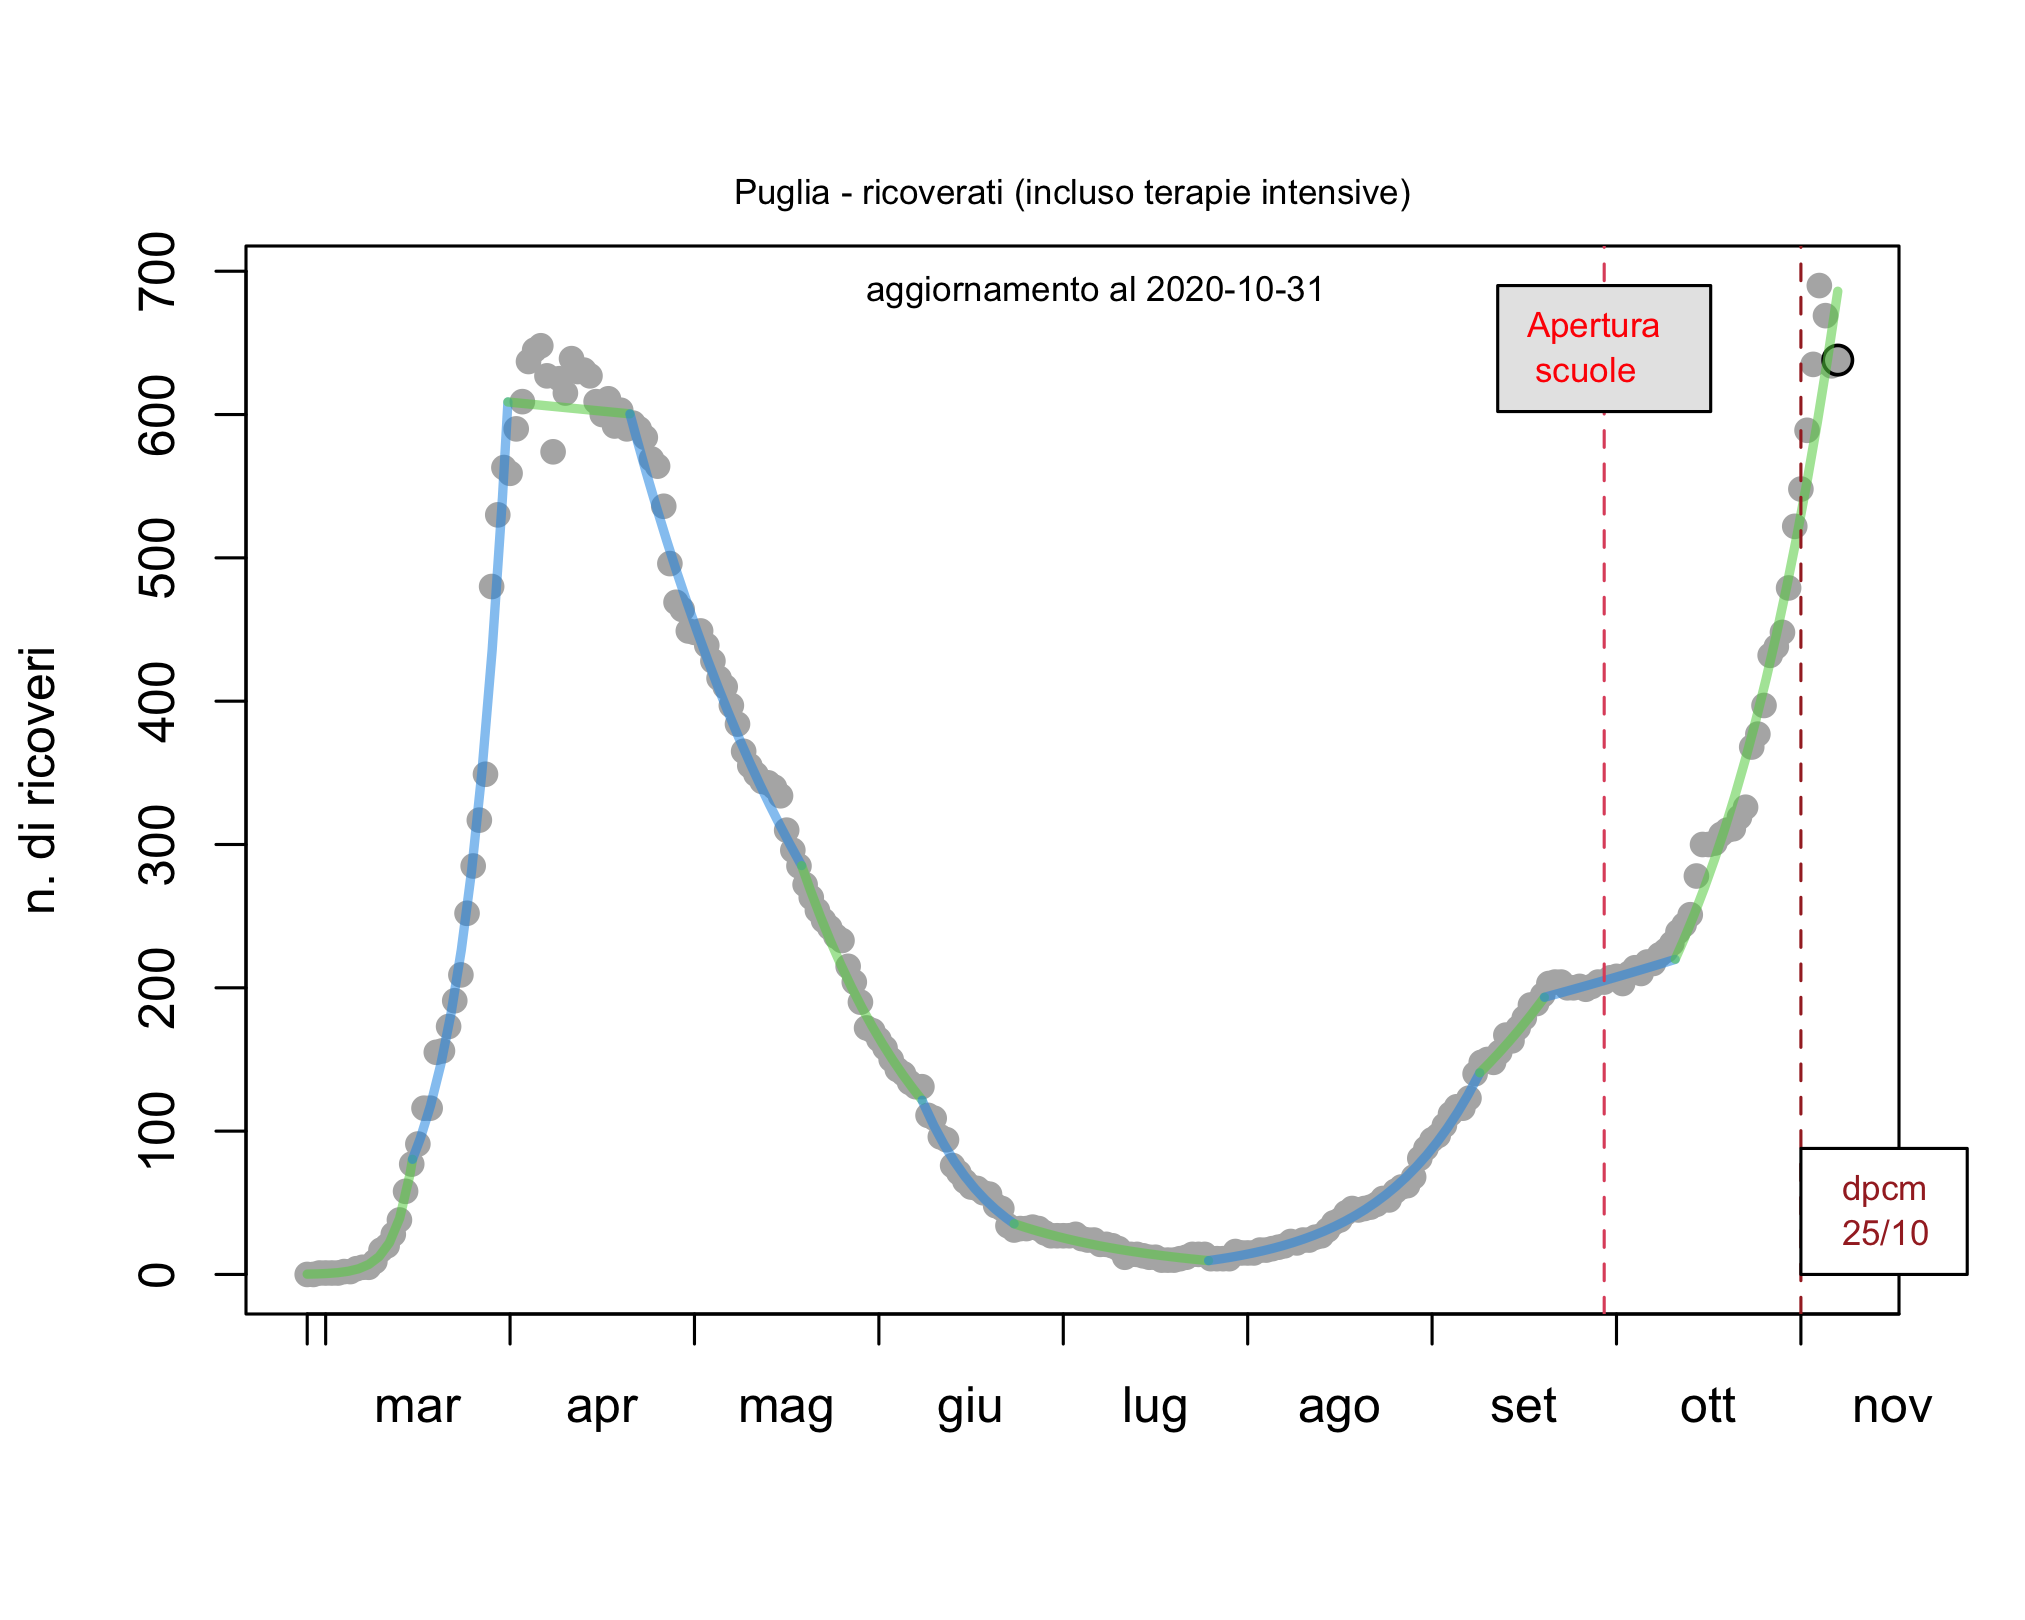 Puglia - ricoverati (incluso terapie intensive)
aggiornamento al 2020-10-31
Apertura
scuole
dpcm
25/10
n. di ricoveri
700
600
500
400
300
200
100
0
mar apr mag giu lug ago set ott nov